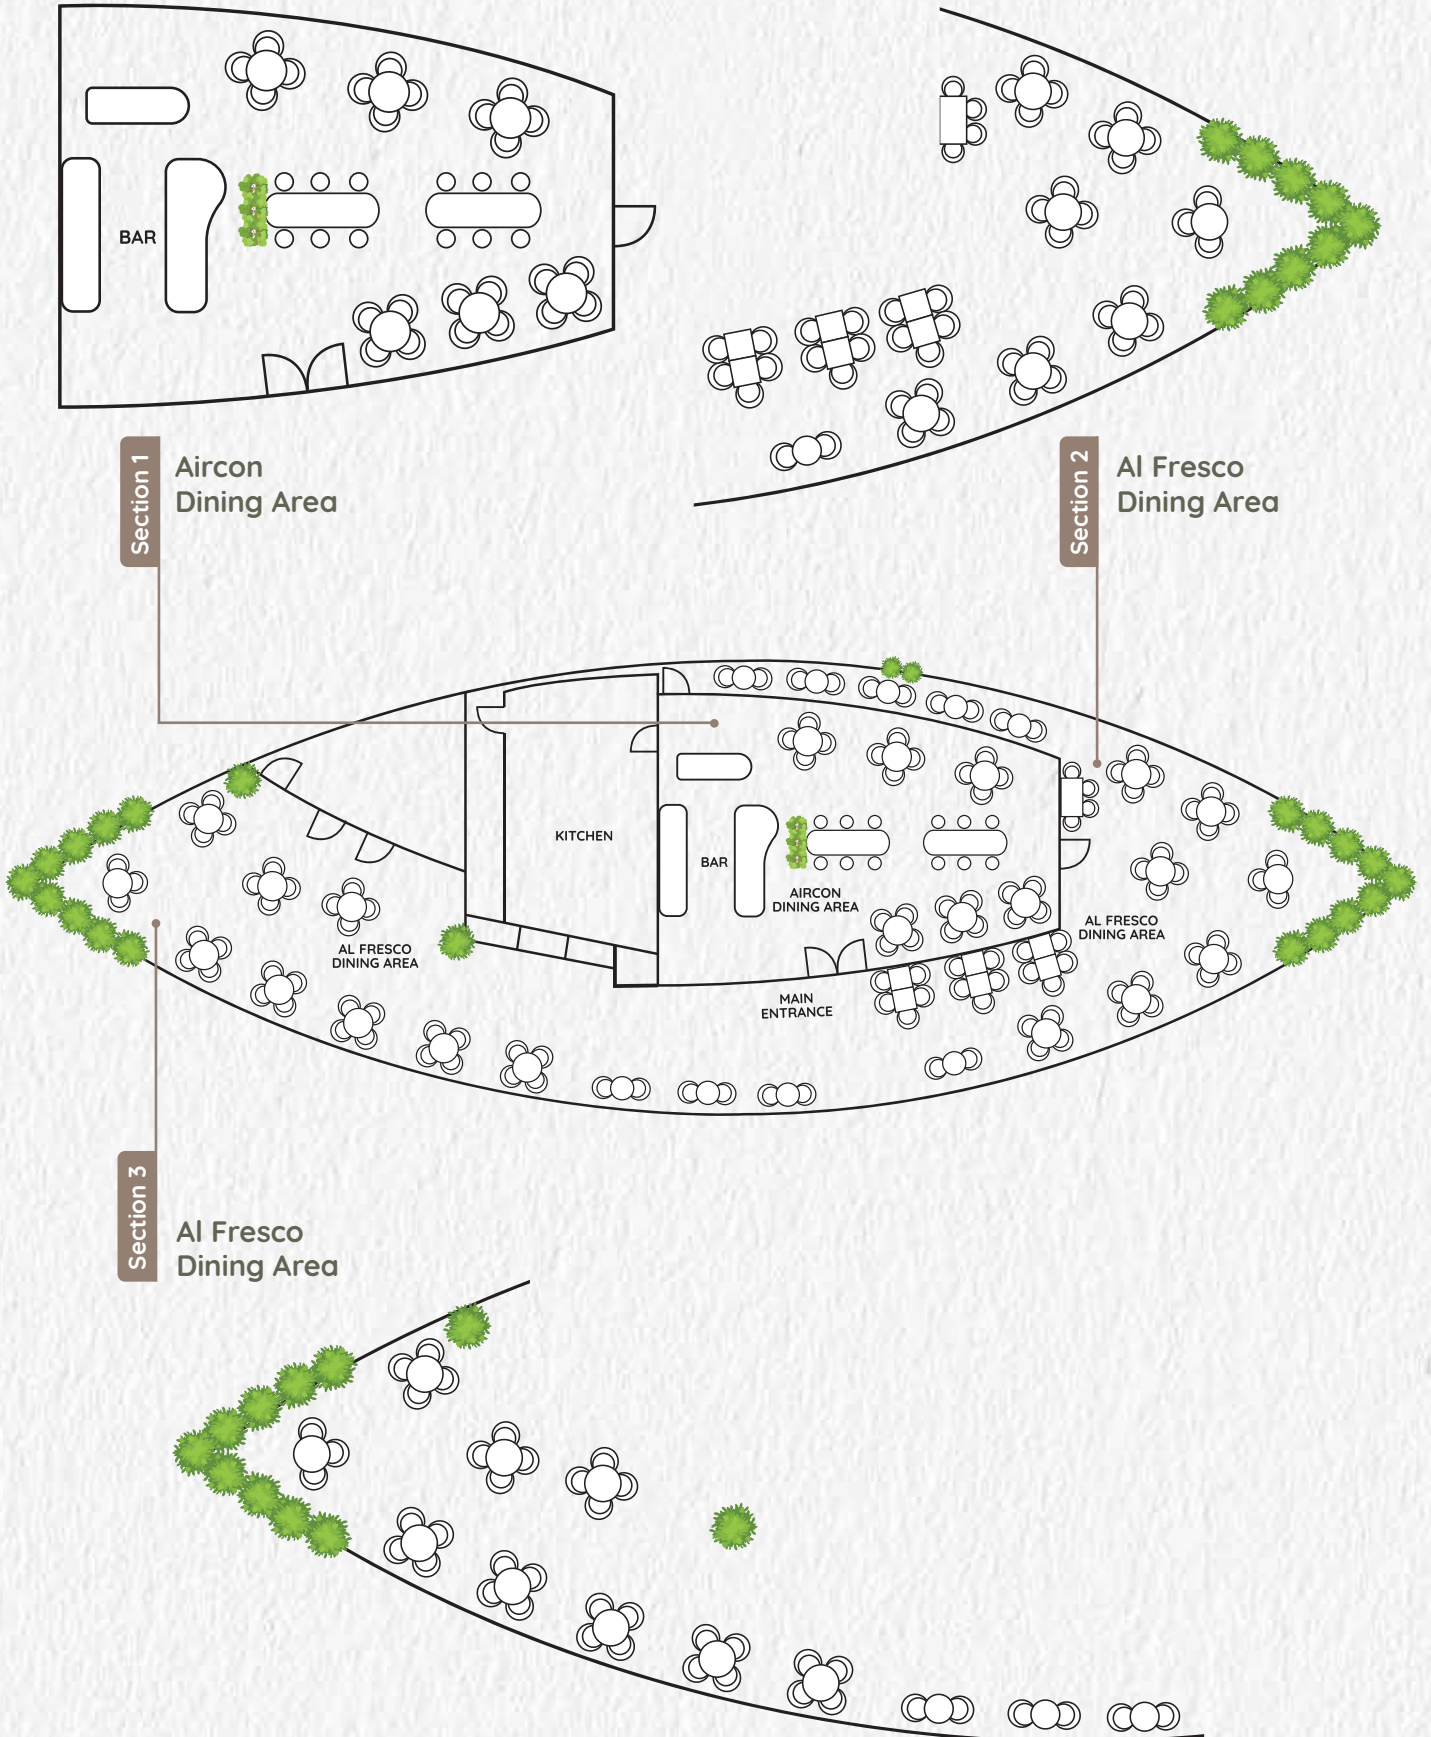 BAR
Section 1
Aircon
Dining Area
Section 2
Al Fresco
Dining Area
KITCHEN
BAR
AIRCON
DINING AREA
AL FRESCO
DINING AREA
AL FRESCO
DINING AREA
MAIN
ENTRANCE
Section 3
Al Fresco
Dining Area